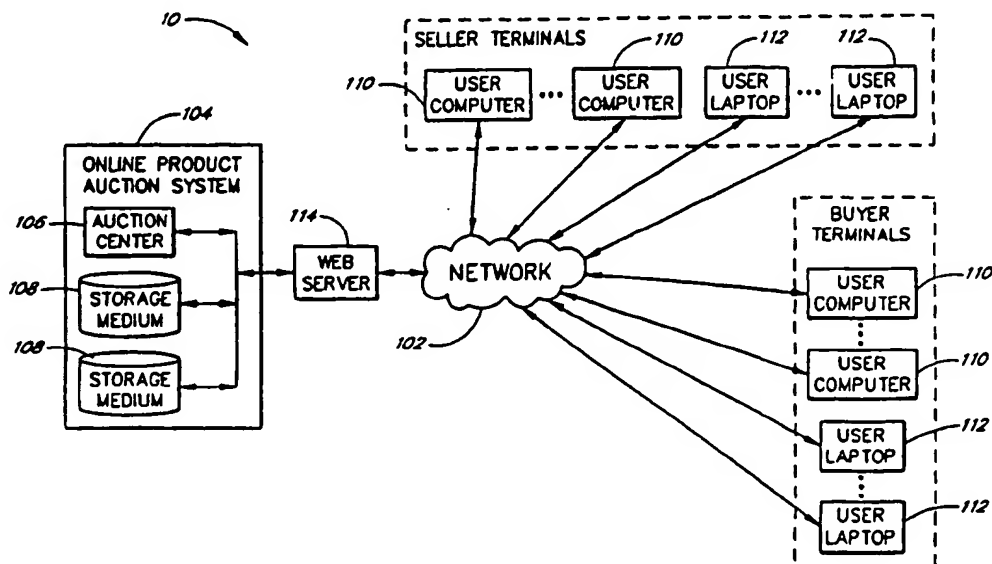 10
SELLER TERMINALS
110
112
112
110
USER
COMPUTER
USER
COMPUTER
USER
LAPTOP
USER
LAPTOP
104
ONLINE PRODUCT
AUCTION SYSTEM
106
AUCTION
CENTER
108
STORAGE
MEDIUM
108
STORAGE
MEDIUM
114
WEB
SERVER
NETWORK
102
BUYER
TERMINALS
110
USER
COMPUTER
110
USER
COMPUTER
112
USER
LAPTOP
112
USER
LAPTOP